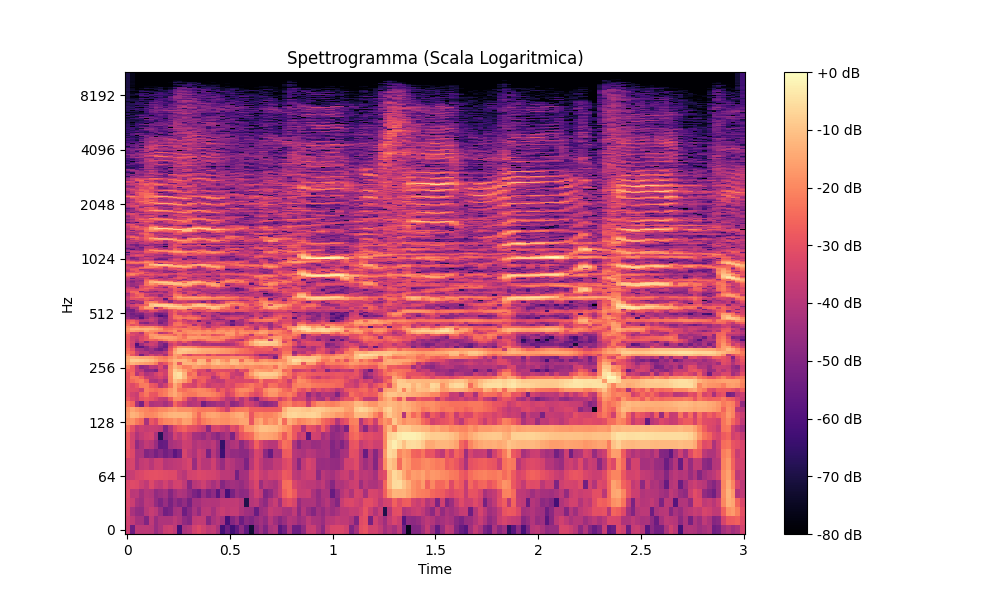 Spettrogramma (Scala Logaritmica)
Hz
8192
4096
2048
1024
512
256
128
64
0
0 0.5 1 1.5 2 2.5 3
Time
+0 dB
-10 dB
-20 dB
-30 dB
-40 dB
-50 dB
-60 dB
-70 dB
-80 dB